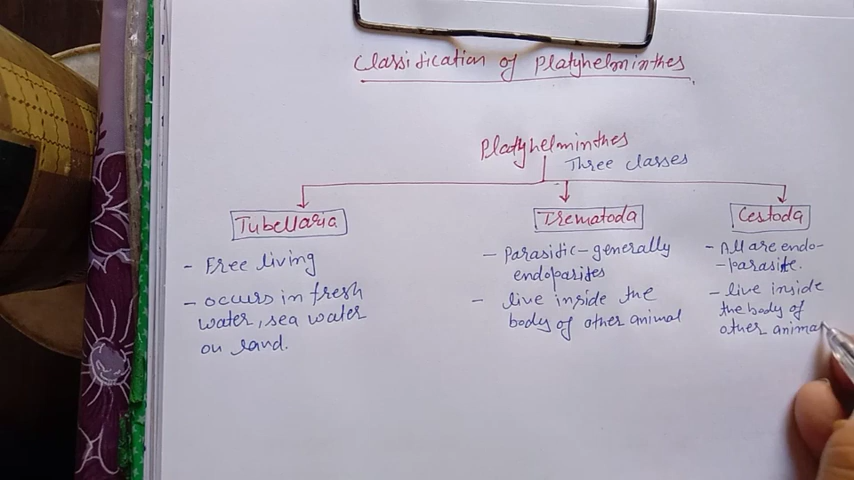 Classification of Platyhelminthes
Platyhelminthes
Three classes
Tubellaria
- Free living
- occurs in fresh
water, sea water
on land.
Trematoda
- Parasitic - generally
endoparites
- live inside the
body of other animal
Cestoda
- All are endo-
-parasite.
- live inside
the body of
other animal